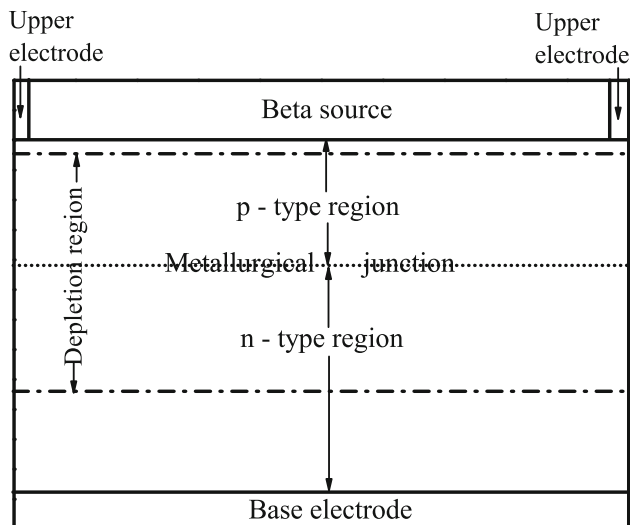 Upper
electrode
Upper
electrode
Beta source
p - type region
Depletion region
Metallurgical junction
n - type region
Base electrode